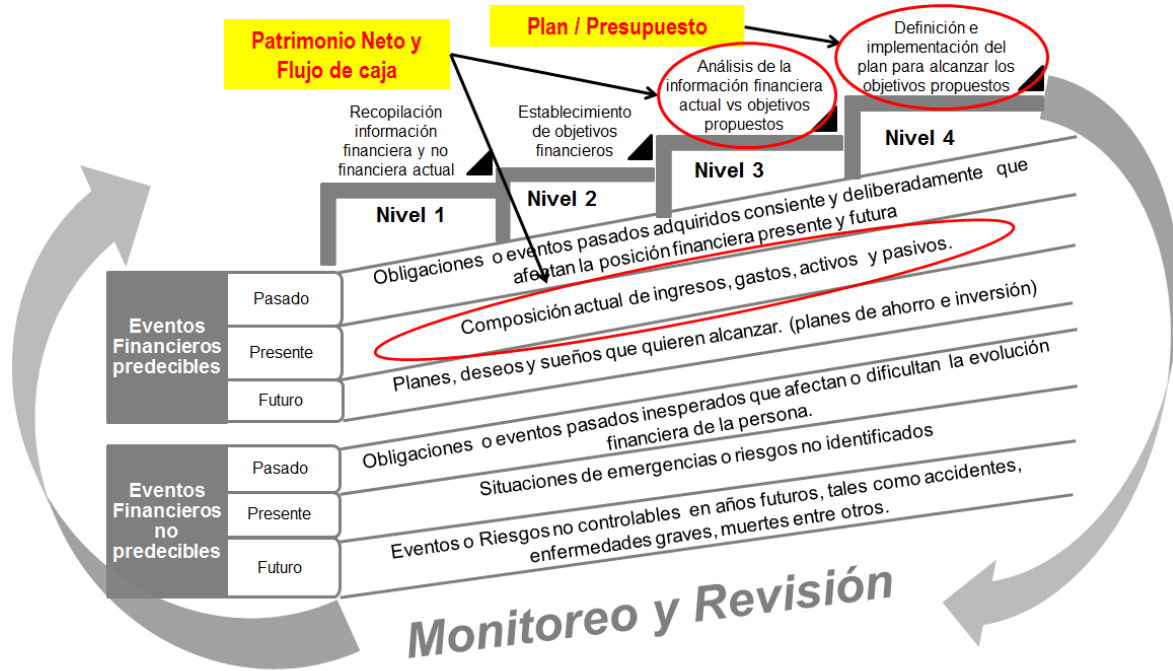 Patrimonio Neto y
Flujo de caja
Plan / Presupuesto
Recopilación
información
financiera y no
financiera actual
Establecimiento
de objetivos
financieros
Análisis de la
información financiera
actual vs objetivos
propuestos
Definición e
implementación del
plan para alcanzar los
objetivos propuestos
Nivel 1
Nivel 2
Nivel 3
Nivel 4
Eventos
Financieros
predecibles
Pasado
Obligaciones o eventos pasados adquiridos consiente y deliberadamente que
afectan la posición financiera presente y futura
Presente
Composición actual de ingresos, gastos, activos y pasivos.
Futuro
Planes, deseos y sueños que quieren alcanzar. (planes de ahorro e inversión)
Eventos
Financieros
no
predecibles
Pasado
Obligaciones o eventos pasados inesperados que afectan o dificultan la evolución
financiera de la persona.
Presente
Situaciones de emergencias o riesgos no identificados
Futuro
Eventos o Riesgos no controlables en años futuros, tales como accidentes,
enfermedades graves, muertes entre otros.
Monitoreo y Revisión